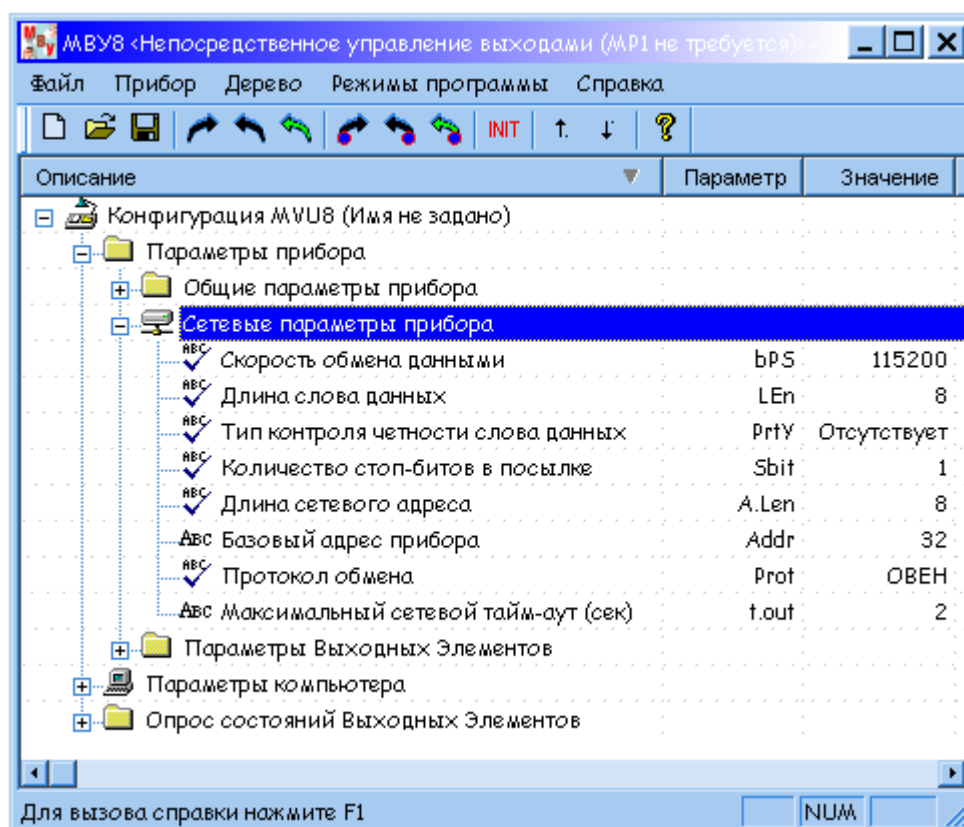 МВУ8 <Непосредственное управление выходами (МР1 не требуется)> -
Файл Прибор Дерево Режимы программы Справка
INIT
Описание Параметр Значение
Конфигурация MVU8 (Имя не задано)
Параметры прибора
Общие параметры прибора
Сетевые параметры прибора
Скорость обмена данными bPS 115200
Длина слова данных LEn 8
Тип контроля четности слова данных PrtY Отсутствует
Количество стоп-битов в посылке Sbit 1
Длина сетевого адреса A.Len 8
Базовый адрес прибора Addr 32
Протокол обмена Prot ОВЕН
Максимальный сетевой тайм-аут (сек) t.out 2
Параметры Выходных Элементов
Параметры компьютера
Опрос состояний Выходных Элементов
Для вызова справки нажмите F1 NUM